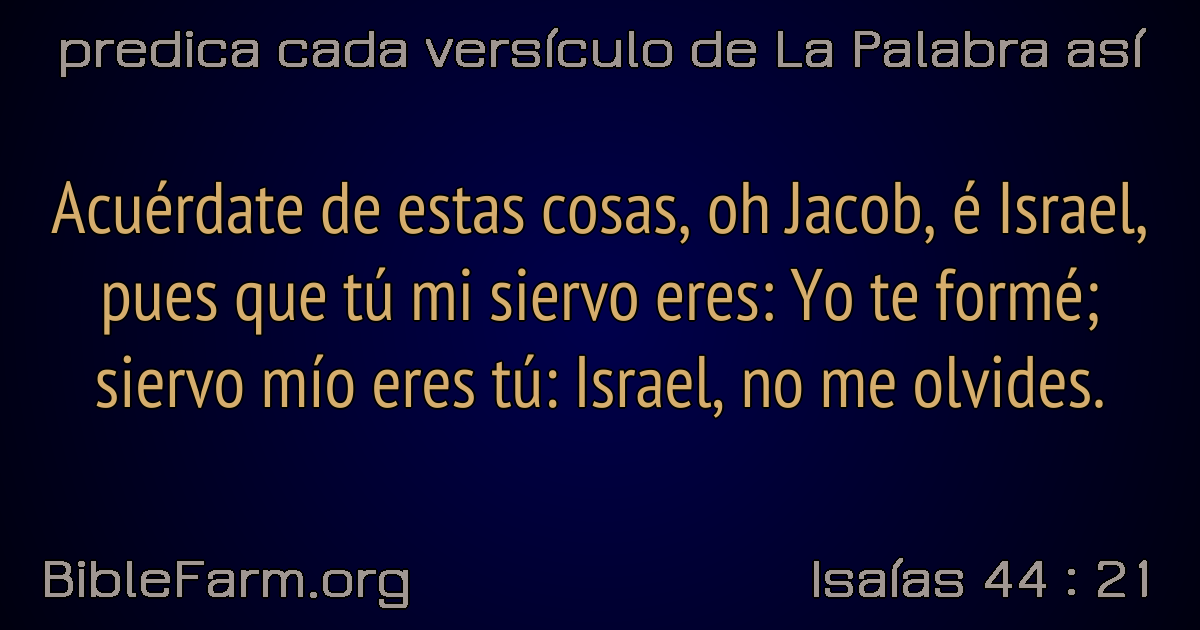 predica cada versículo de La Palabra así
Acuérdate de estas cosas, oh Jacob, é Israel,
pues que tú mi siervo eres: Yo te formé;
siervo mío eres tú: Israel, no me olvides.
BibleFarm.org
Isaías 44 : 21